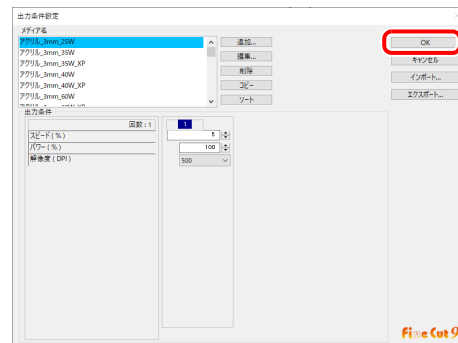 出力条件設定
メディア名
アクリル_3mm_25W
アクリル_3mm_35W
アクリル_3mm_35W_XP
アクリル_3mm_40W
アクリル_3mm_40W_XP
アクリル_3mm_60W
追加...
編集...
削除
コピー
ソート
OK
キャンセル
インポート...
エクスポート...
出力条件
回数 : 1
1
スピード ( % )
5
パワー ( % )
100
解像度 ( DPI )
500
Fine Cut 9